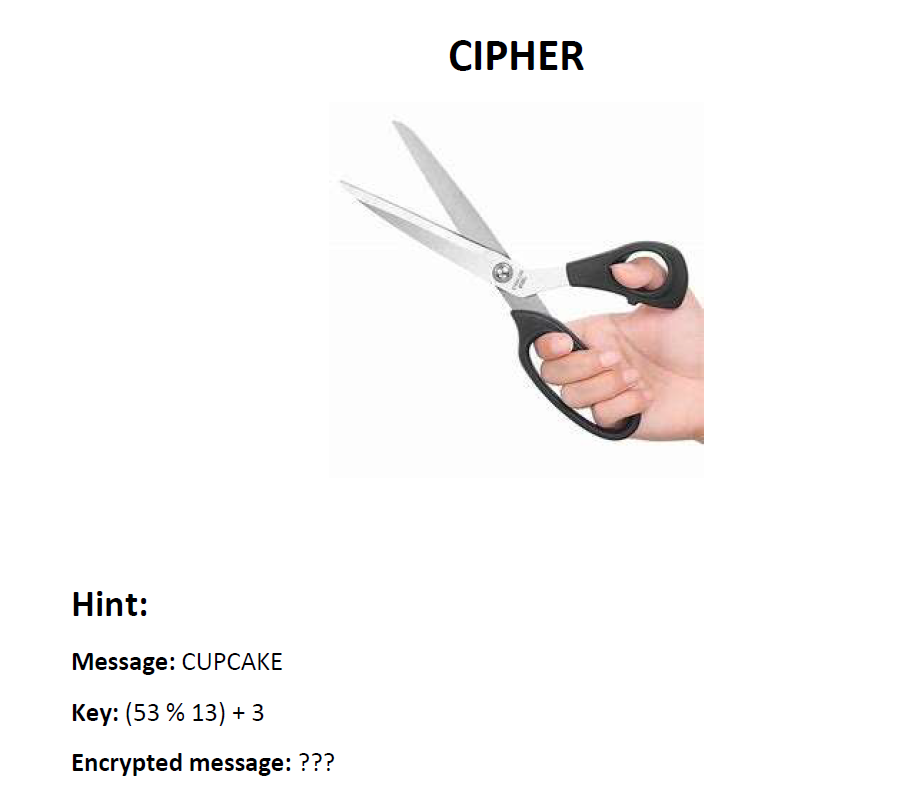 CIPHER
Hint:
Message: CUPCAKE
Key: (53 % 13) + 3
Encrypted message: ???